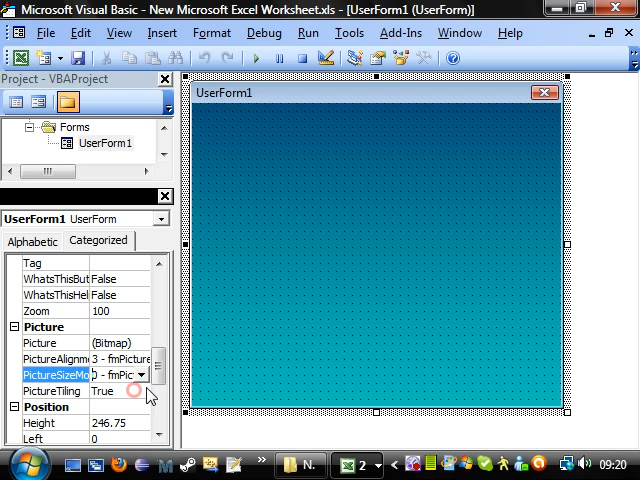 Microsoft Visual Basic - New Microsoft Excel Worksheet.xls - [UserForm1 (UserForm)]
File Edit View Insert Format Debug Run Tools Add-Ins Window Help
Project - VBAProject
Forms
UserForm1
UserForm1 UserForm
Alphabetic Categorized
Tag
WhatsThisBut False
WhatsThisHel False
Zoom 100
Picture
Picture (Bitmap)
PictureAlignm 3 - fmPicture
PictureSizeMo 0 - fmPict
PictureTiling True
Position
Height 246.75
Left 0
UserForm1
N.
2
09:20